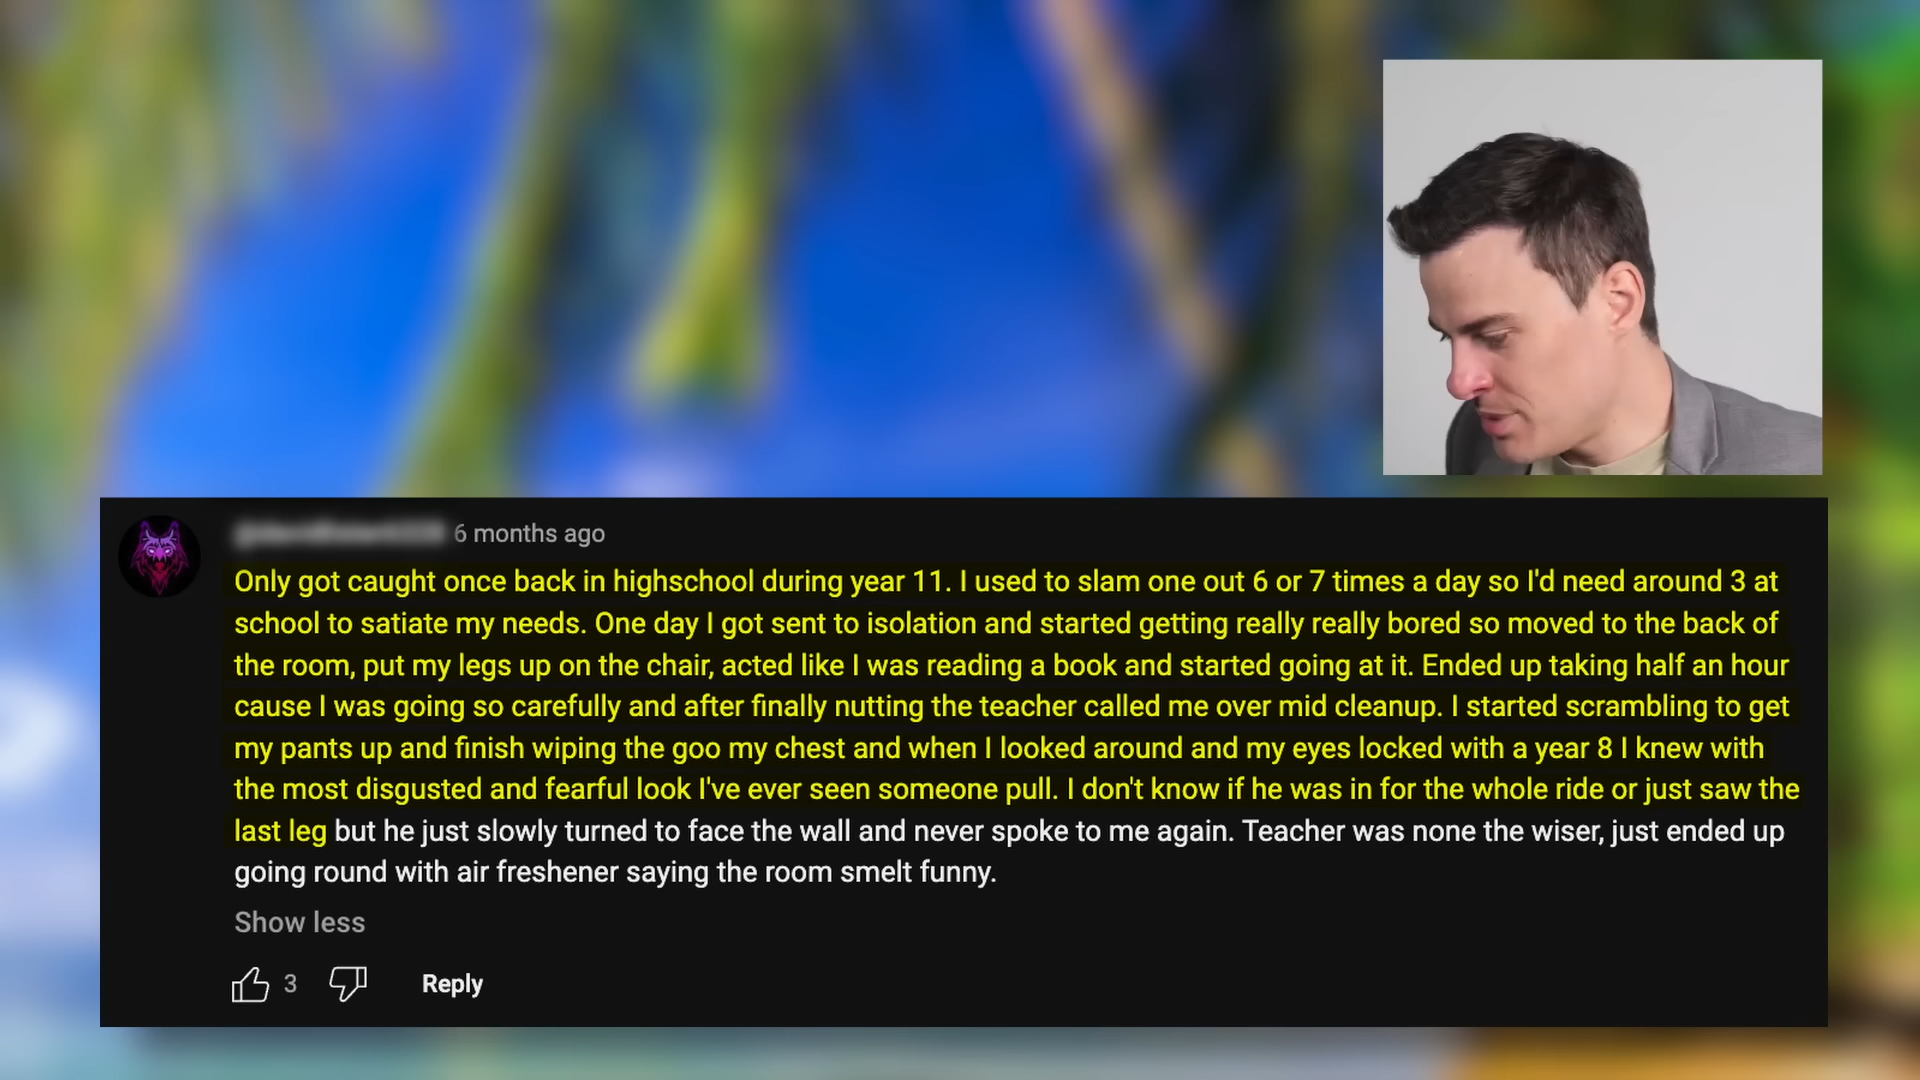 6 months ago
Only got caught once back in highschool during year 11. I used to slam one out 6 or 7 times a day so I'd need around 3 at
school to satiate my needs. One day I got sent to isolation and started getting really really bored so moved to the back of
the room, put my legs up on the chair, acted like I was reading a book and started going at it. Ended up taking half an hour
cause I was going so carefully and after finally nutting the teacher called me over mid cleanup. I started scrambling to get
my pants up and finish wiping the goo my chest and when I looked around and my eyes locked with a year 8 I knew with
the most disgusted and fearful look I've ever seen someone pull. I don't know if he was in for the whole ride or just saw the
last leg but he just slowly turned to face the wall and never spoke to me again. Teacher was none the wiser, just ended up
going round with air freshener saying the room smelt funny.
Show less
3 Reply